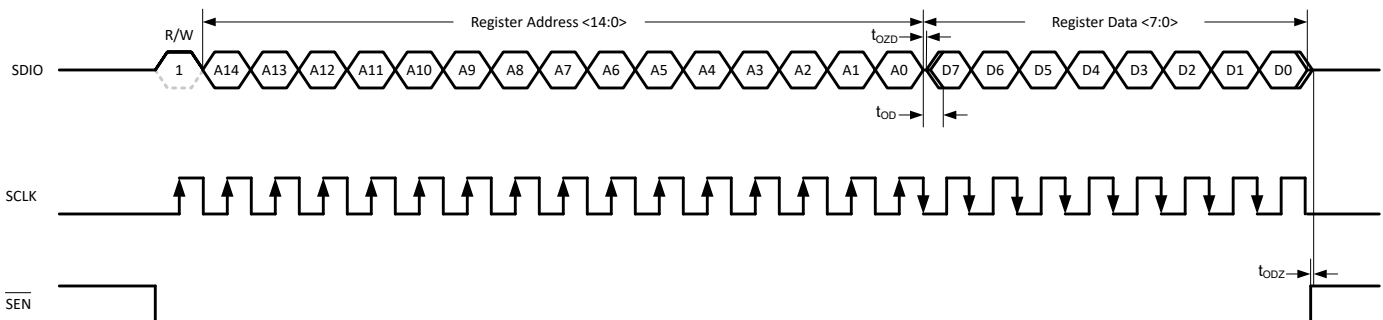 Register Address <14:0>
Register Data <7:0>
R/W
tOZD
SDIO
1 A14 A13 A12 A11 A10 A9 A8 A7 A6 A5 A4 A3 A2 A1 A0 D7 D6 D5 D4 D3 D2 D1 D0
tOD
SCLK
tODZ
SEN